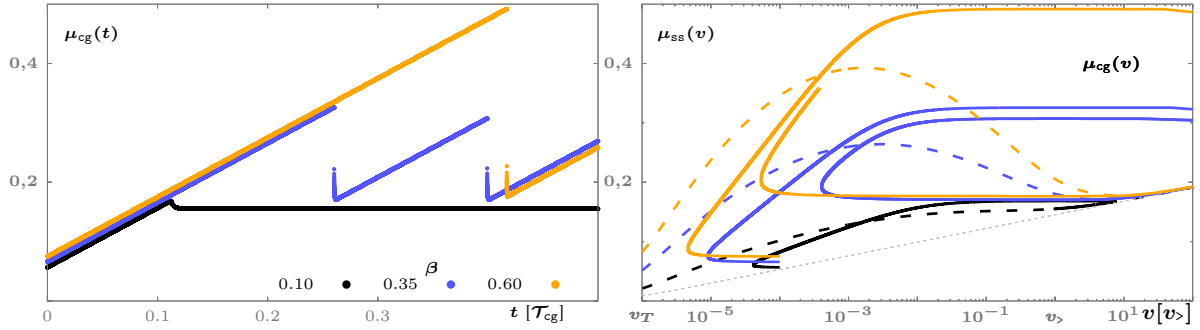 μcg(t)
0,4
0,2
β
0.10 0.35 0.60
t [𝒯cg]
0 0.1 0.2 0.3
μss(v)
μcg(v)
0,4
0,2
v_T 10⁻⁵ 10⁻³ 10⁻¹ v> 10¹ v[v>]